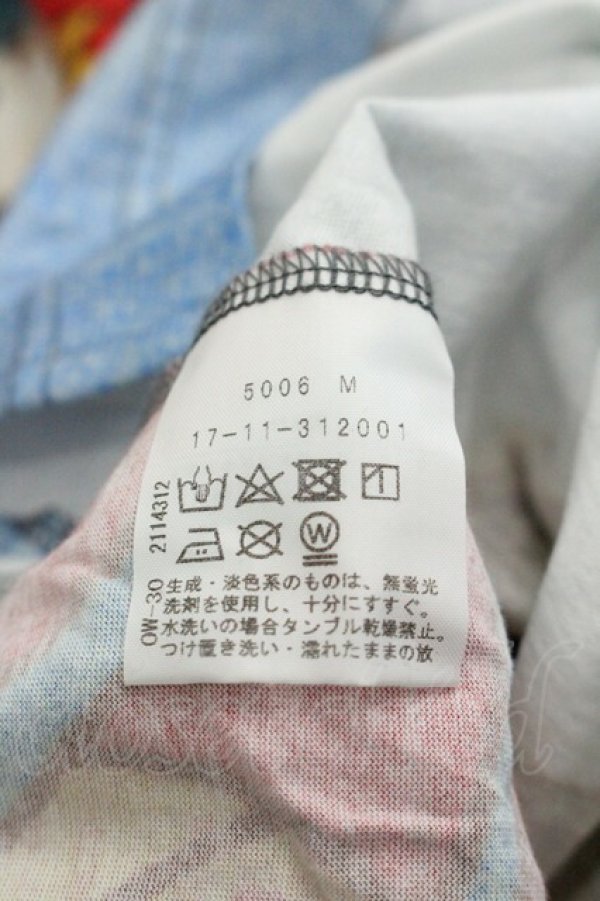 5006 M
17-11-312001
W
生成・淡色系のものは、無蛍光
洗剤を使用し、十分にすすぐ。
水洗いの場合タンブル乾燥禁止。
つけ置き洗い・濡れたままの放
OW-30 2114312